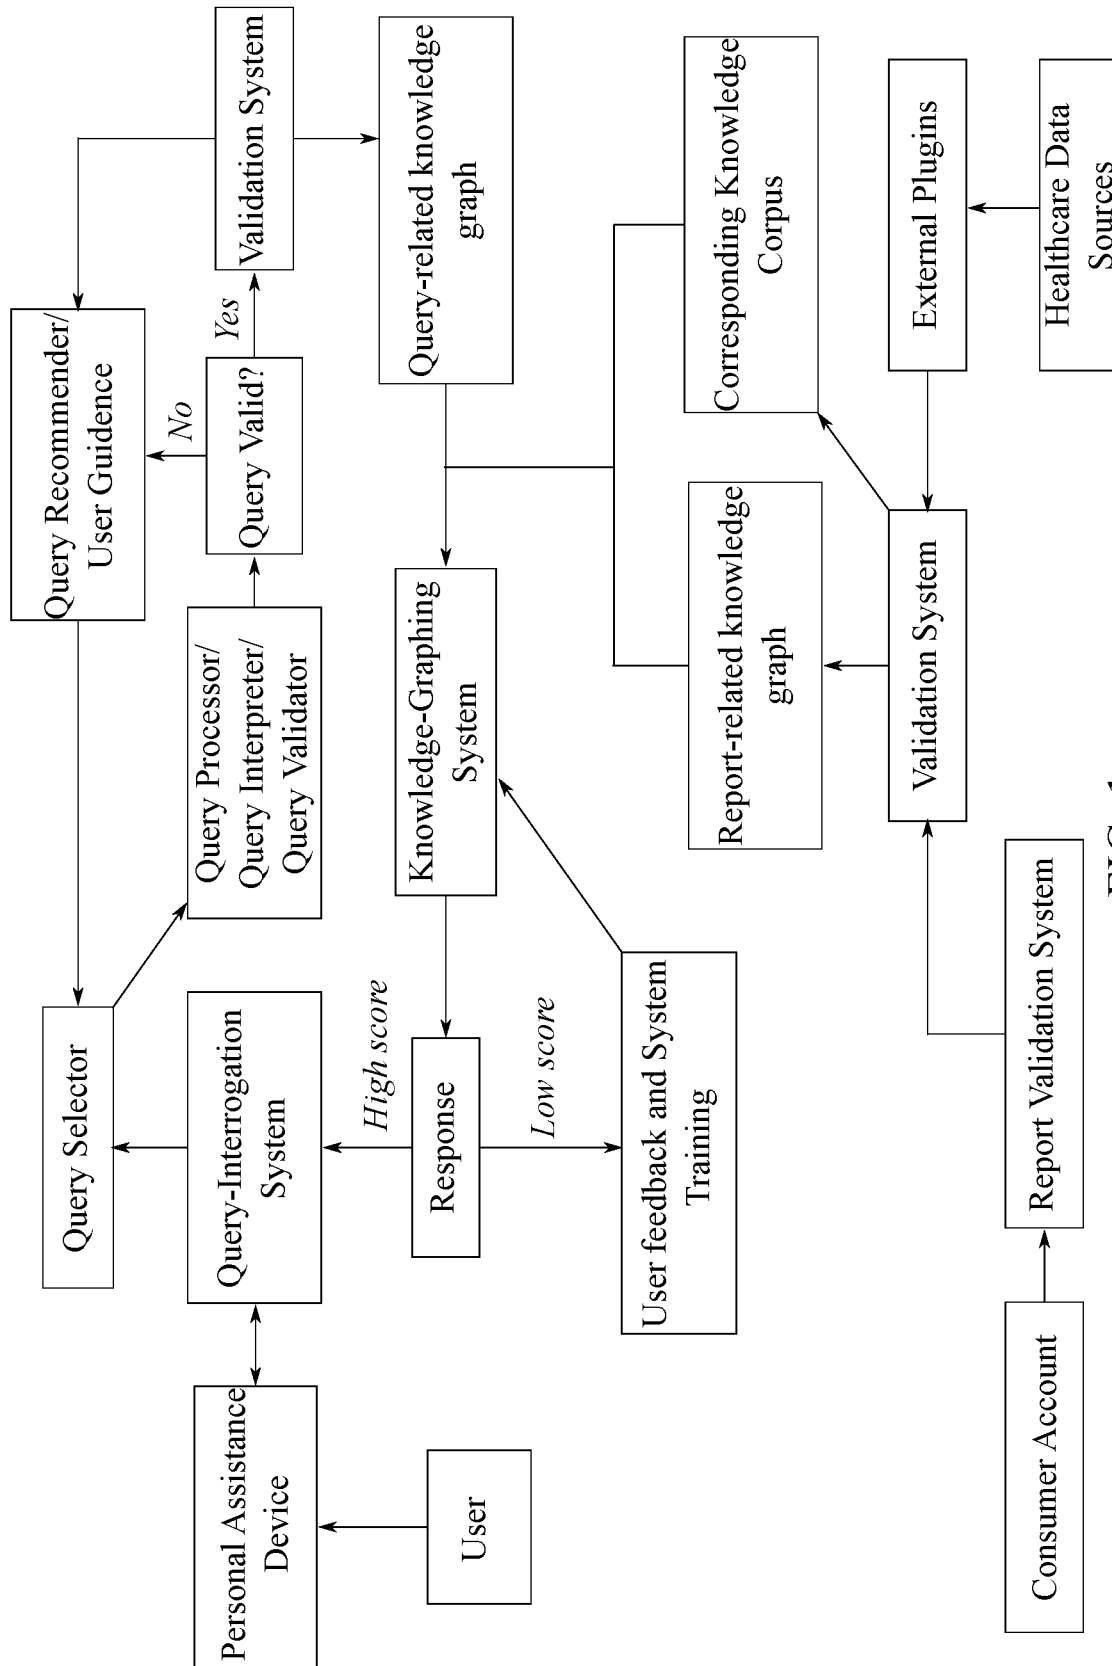 Query Selector
Query Recommender/
User Guidence
No
Personal Assistance
Device
Query-Interrogation
System
Query Processor/
Query Interpreter/
Query Validator
Query Valid?
Yes
Validation System
High score
User
Response
Knowledge-Graphing
System
Query-related knowledge
graph
Low score
User feedback and System
Training
Report-related knowledge
graph
Corresponding Knowledge
Corpus
Validation System
External Plugins
Consumer Account
Report Validation System
Healthcare Data
Sources
FIG. 1